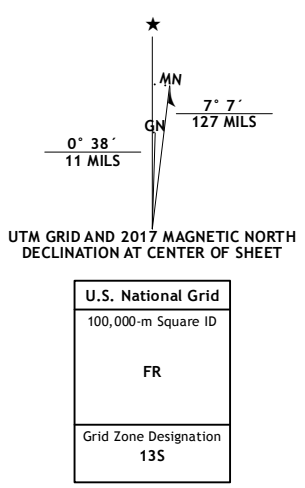 ★
MN
GN
7° 7´
127 MILS
0° 38´
11 MILS
UTM GRID AND 2017 MAGNETIC NORTH
DECLINATION AT CENTER OF SHEET
U.S. National Grid
100,000-m Square ID
FR
Grid Zone Designation
13S